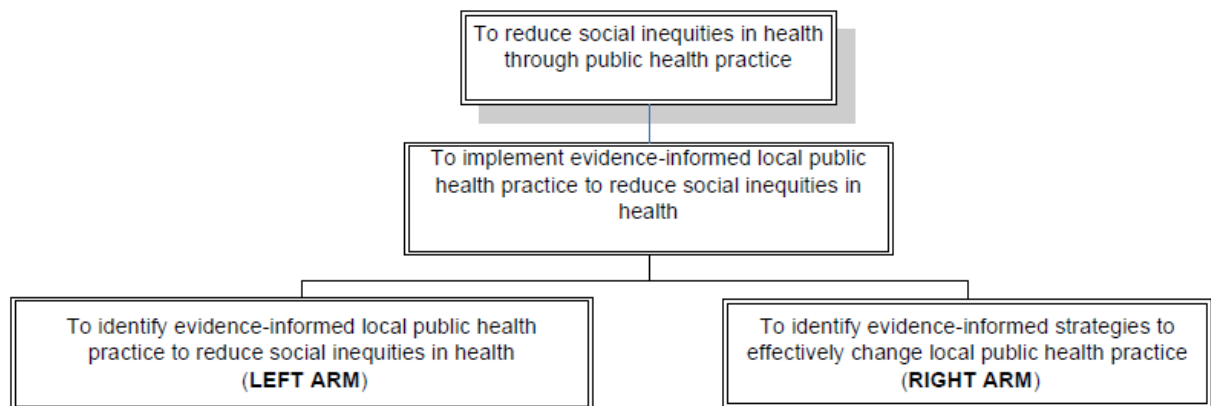 To reduce social inequities in health
through public health practice
To implement evidence-informed local public
health practice to reduce social inequities in
health
To identify evidence-informed local public health
practice to reduce social inequities in health
(LEFT ARM)
To identify evidence-informed strategies to
effectively change local public health practice
(RIGHT ARM)